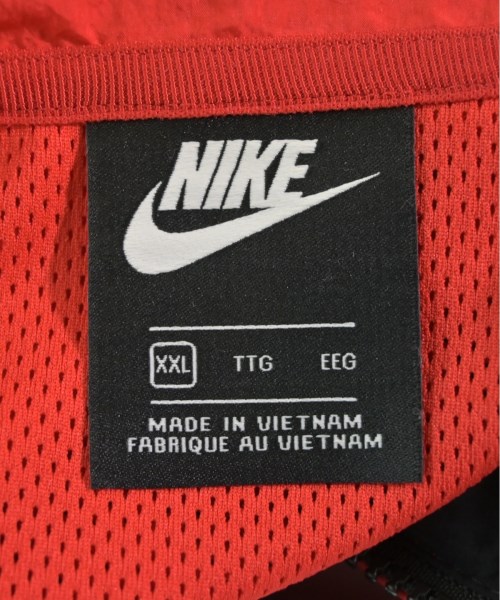 NIKE
XXL TTG EEG
MADE IN VIETNAM
FABRIQUE AU VIETNAM